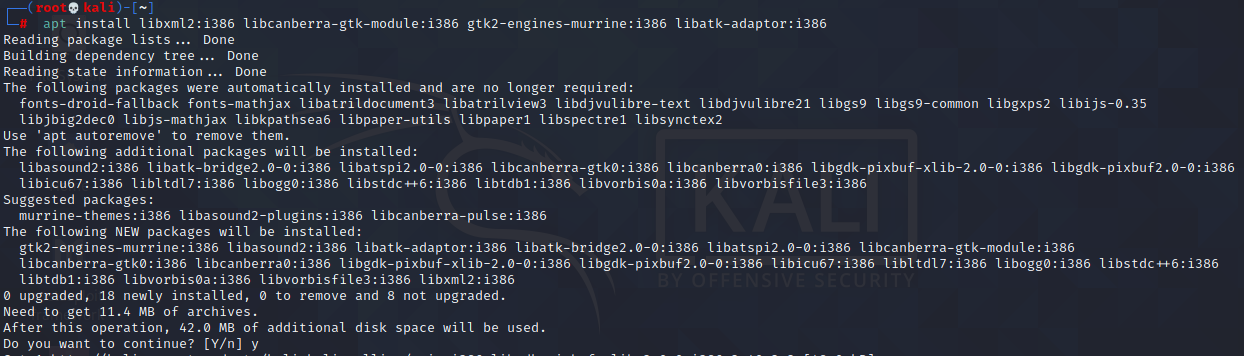 (root💀kali)-[~]
# apt install libxml2:i386 libcanberra-gtk-module:i386 gtk2-engines-murrine:i386 libatk-adaptor:i386
Reading package lists... Done
Building dependency tree... Done
Reading state information... Done
The following packages were automatically installed and are no longer required:
fonts-droid-fallback fonts-mathjax libatrildocument3 libatrilview3 libdjvulibre-text libdjvulibre21 libgs9 libgs9-common libgxps2 libijs-0.35
libjbig2dec0 libjs-mathjax libkpathsea6 libpaper-utils libpaper1 libspectre1 libsynctex2
Use 'apt autoremove' to remove them.
The following additional packages will be installed:
libasound2:i386 libatk-bridge2.0-0:i386 libatspi2.0-0:i386 libcanberra-gtk0:i386 libcanberra0:i386 libgdk-pixbuf-xlib-2.0-0:i386 libgdk-pixbuf2.0-0:i386
libicu67:i386 libltdl7:i386 libogg0:i386 libstdc++6:i386 libtdb1:i386 libvorbis0a:i386 libvorbisfile3:i386
Suggested packages:
murrine-themes:i386 libasound2-plugins:i386 libcanberra-pulse:i386
The following NEW packages will be installed:
gtk2-engines-murrine:i386 libasound2:i386 libatk-adaptor:i386 libatk-bridge2.0-0:i386 libatspi2.0-0:i386 libcanberra-gtk-module:i386
libcanberra-gtk0:i386 libcanberra0:i386 libgdk-pixbuf-xlib-2.0-0:i386 libgdk-pixbuf2.0-0:i386 libicu67:i386 libltdl7:i386 libogg0:i386 libstdc++6:i386
libtdb1:i386 libvorbis0a:i386 libvorbisfile3:i386 libxml2:i386
0 upgraded, 18 newly installed, 0 to remove and 8 not upgraded.
Need to get 11.4 MB of archives.
After this operation, 42.0 MB of additional disk space will be used.
Do you want to continue? [Y/n] y
KALI
BY OFFENSIVE SECURITY